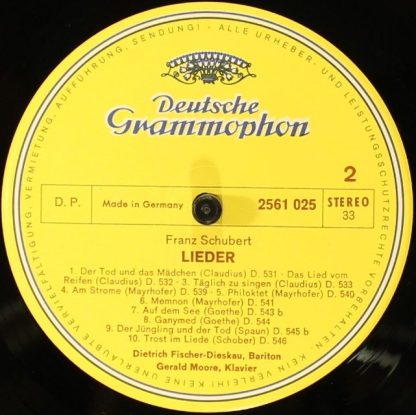 KEINE UNERLAUBTE VERVIELFÄLTIGUNG, VERMIETUNG, AUFFÜHRUNG, SENDUNG! - ALLE URHEBER- UND LEISTUNGSSCHUTZRECHTE VORBEHALTEN · KEIN VERLEIH!
Deutsche
Grammophon
2
D. P.
Made in Germany
2561 025
STEREO
33
Franz Schubert
LIEDER
1. Der Tod und das Mädchen (Claudius) D. 531 · Das Lied vom
Reifen (Claudius) D. 532 · 3. Täglich zu singen (Claudius) D. 533
4. Am Strome (Mayrhofer) D. 539 · 5. Philoktet (Mayrhofer) D. 540
6. Memnon (Mayrhofer) D. 541
7. Auf dem See (Goethe) D. 543 b
8. Ganymed (Goethe) D. 544
9. Der Jüngling und der Tod (Spaun) D. 545 b
10. Trost im Liede (Schober) D. 546
Dietrich Fischer-Dieskau, Bariton
Gerald Moore, Klavier